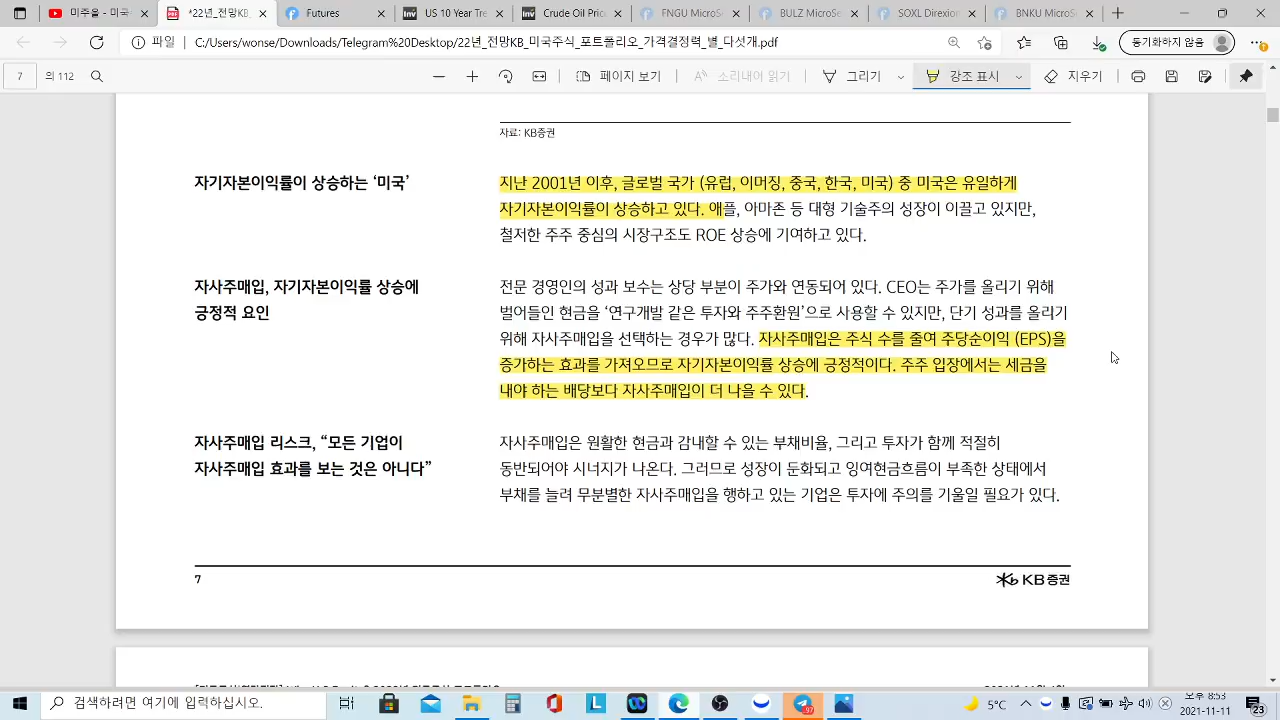 미주욱 - 미국
*22년_전망KB_
Futures
US 10 Year Tre
Crude Oil Pric
FNGU MicroSe
BULZ MicroSe
SOXL Direxion
BNKU MicroSe
파일
C:/Users/wonse/Downloads/Telegram%20Desktop/22년_전망KB_미국주식_포트폴리오_가격결정력_별_다섯개.pdf
동기화하지 않음
7
의 112
페이지 보기
소리내어 읽기
그리기
강조 표시
지우기
자료: KB증권
자기자본이익률이 상승하는 ‘미국’
지난 2001년 이후, 글로벌 국가 (유럽, 이머징, 중국, 한국, 미국) 중 미국은 유일하게
자기자본이익률이 상승하고 있다. 애플, 아마존 등 대형 기술주의 성장이 이끌고 있지만,
철저한 주주 중심의 시장구조도 ROE 상승에 기여하고 있다.
자사주매입, 자기자본이익률 상승에
긍정적 요인
전문 경영인의 성과 보수는 상당 부분이 주가와 연동되어 있다. CEO는 주가를 올리기 위해
벌어들인 현금을 ‘연구개발 같은 투자와 주주환원’으로 사용할 수 있지만, 단기 성과를 올리기
위해 자사주매입을 선택하는 경우가 많다. 자사주매입은 주식 수를 줄여 주당순이익 (EPS)을
증가하는 효과를 가져오므로 자기자본이익률 상승에 긍정적이다. 주주 입장에서는 세금을
내야 하는 배당보다 자사주매입이 더 나을 수 있다.
자사주매입 리스크, “모든 기업이
자사주매입 효과를 보는 것은 아니다”
자사주매입은 원활한 현금과 감내할 수 있는 부채비율, 그리고 투자가 함께 적절히
동반되어야 시너지가 나온다. 그러므로 성장이 둔화되고 잉여현금흐름이 부족한 상태에서
부채를 늘려 무분별한 자사주매입을 행하고 있는 기업은 투자에 주의를 기울일 필요가 있다.
7
KB증권
검색하려면 여기에 입력하십시오.
97
5°C
오후 8:53
2021-11-11
23